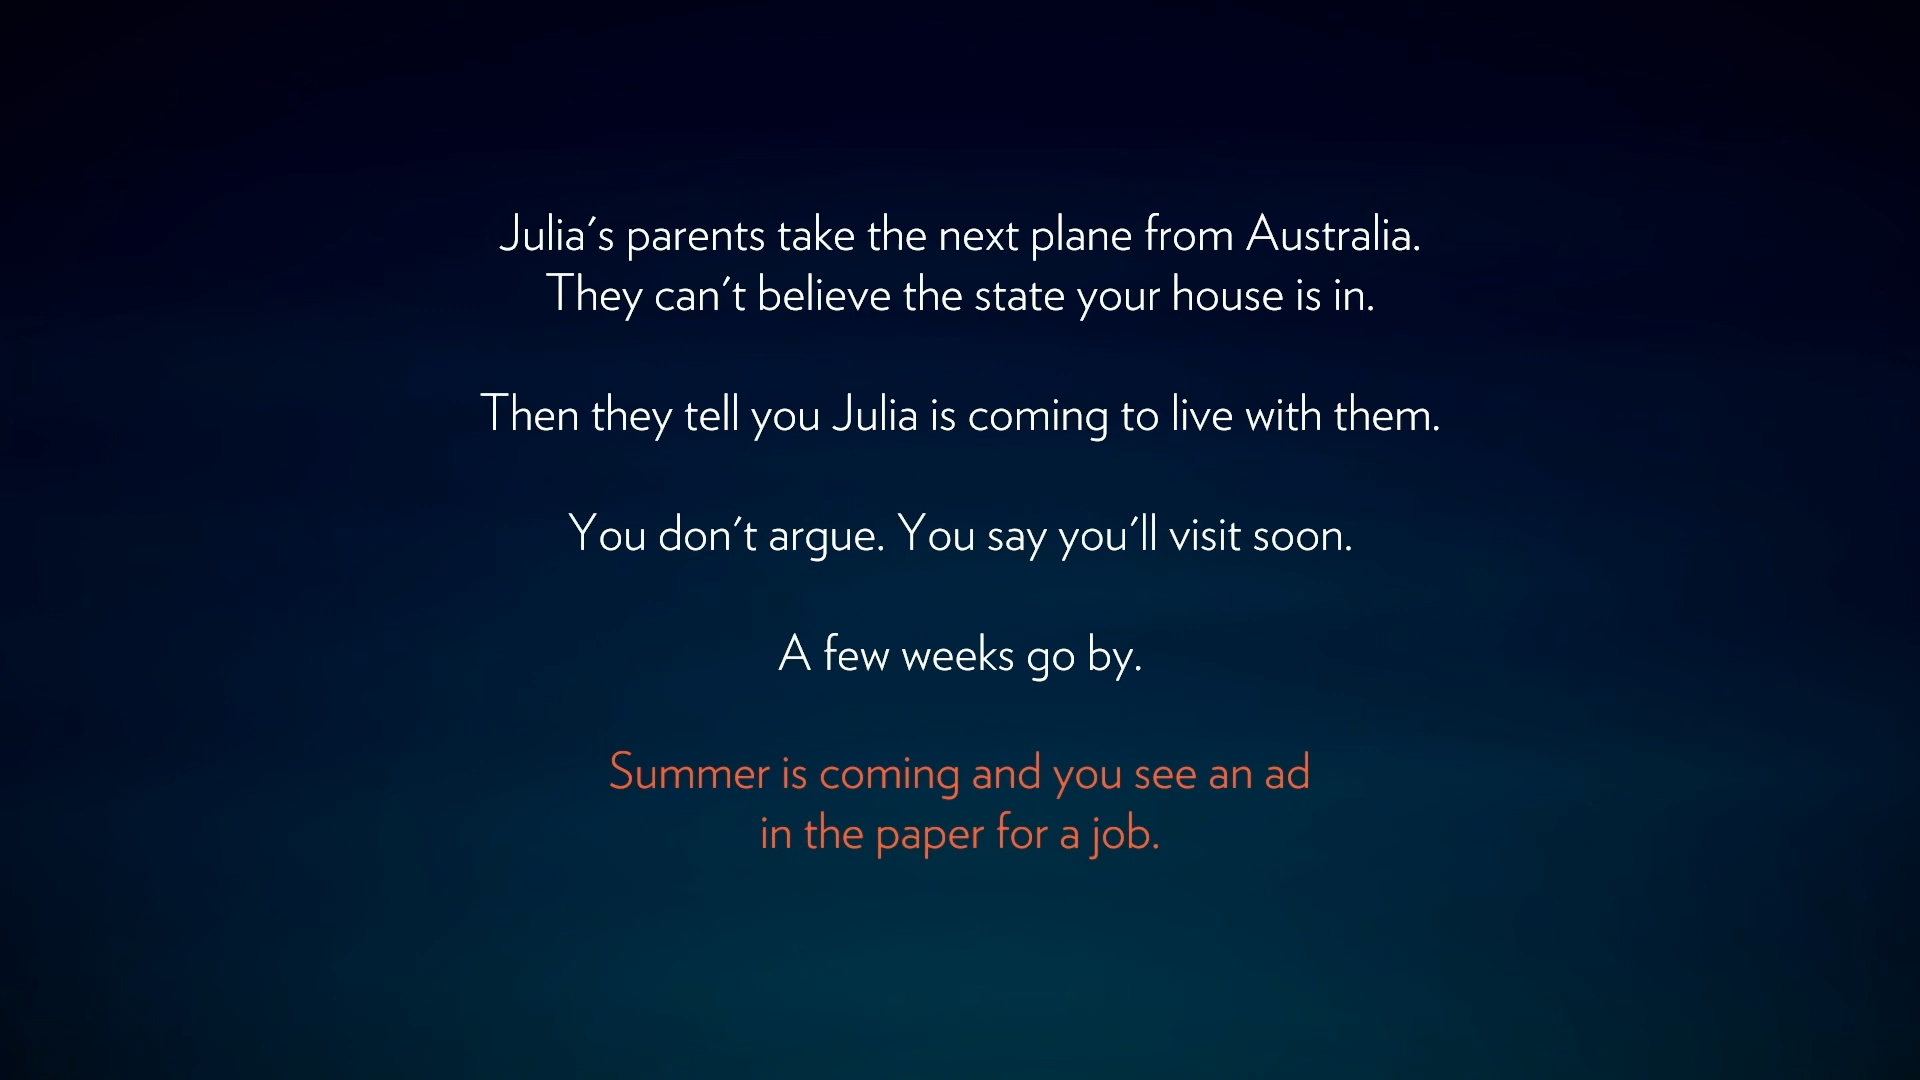 Julia's parents take the next plane from Australia.
They can't believe the state your house is in.
Then they tell you Julia is coming to live with them.
You don't argue. You say you'll visit soon.
A few weeks go by.
Summer is coming and you see an ad
in the paper for a job.